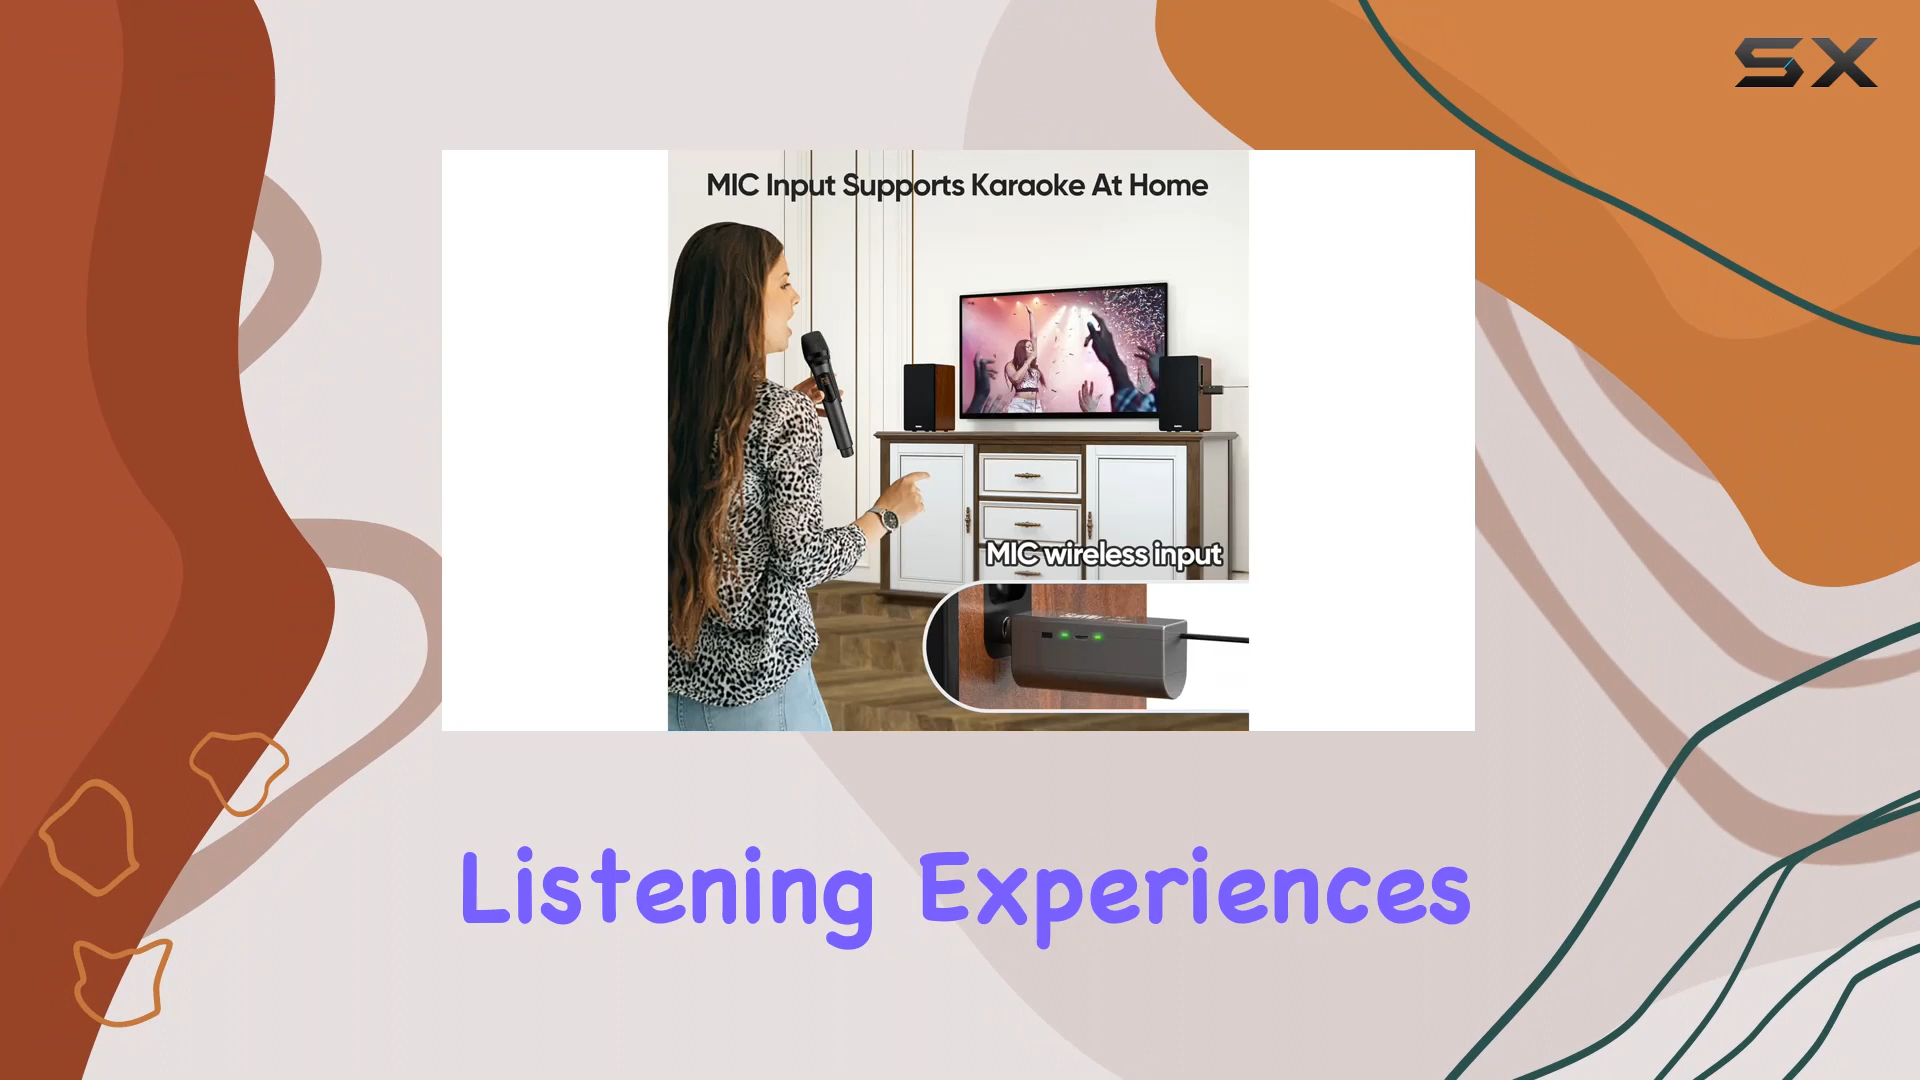 SX
MIC Input Supports Karaoke At Home
MIC wireless input
Listening Experiences